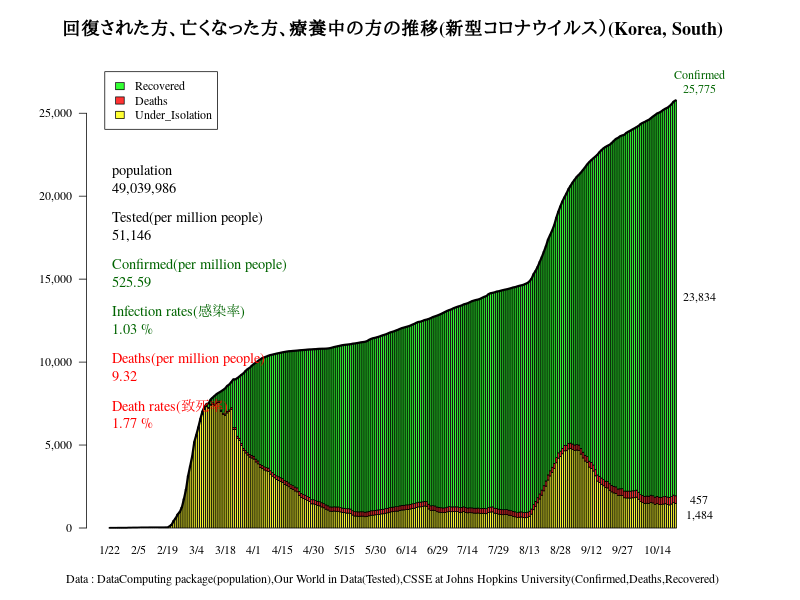 回復された方、亡くなった方、療養中の方の推移(新型コロナウイルス)(Korea, South)
Confirmed
25,775
Recovered
Deaths
Under_Isolation
25,000
20,000
15,000
10,000
5,000
0
population
49,039,986
Tested(per million people)
51,146
Confirmed(per million people)
525.59
Infection rates(感染率)
1.03 %
Deaths(per million people)
9.32
Death rates(致死率)
1.77 %
23,834
457
1,484
1/22 2/5 2/19 3/4 3/18 4/1 4/15 4/30 5/15 5/30 6/14 6/29 7/14 7/29 8/13 8/28 9/12 9/27 10/14
Data : DataComputing package(population),Our World in Data(Tested),CSSE at Johns Hopkins University(Confirmed,Deaths,Recovered)